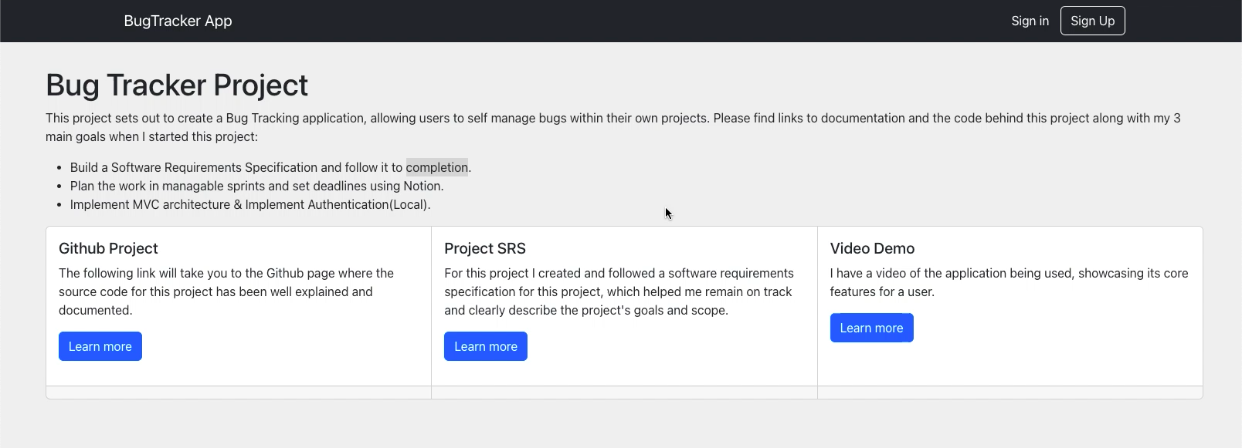 BugTracker App
Sign in
Sign Up
Bug Tracker Project
This project sets out to create a Bug Tracking application, allowing users to self manage bugs within their own projects. Please find links to documentation and the code behind this project along with my 3
main goals when I started this project:
• Build a Software Requirements Specification and follow it to completion.
• Plan the work in managable sprints and set deadlines using Notion.
• Implement MVC architecture & Implement Authentication(Local).
Github Project
The following link will take you to the Github page where the
source code for this project has been well explained and
documented.
Learn more
Project SRS
For this project I created and followed a software requirements
specification for this project, which helped me remain on track
and clearly describe the project's goals and scope.
Learn more
Video Demo
I have a video of the application being used, showcasing its core
features for a user.
Learn more